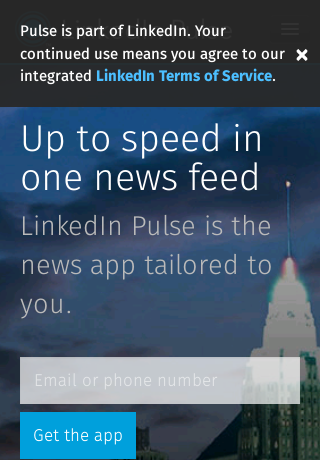 Pulse is part of LinkedIn. Your
continued use means you agree to our
integrated LinkedIn Terms of Service.
Up to speed in
one news feed
LinkedIn Pulse is the
news app tailored to
you.
Email or phone number
Get the app